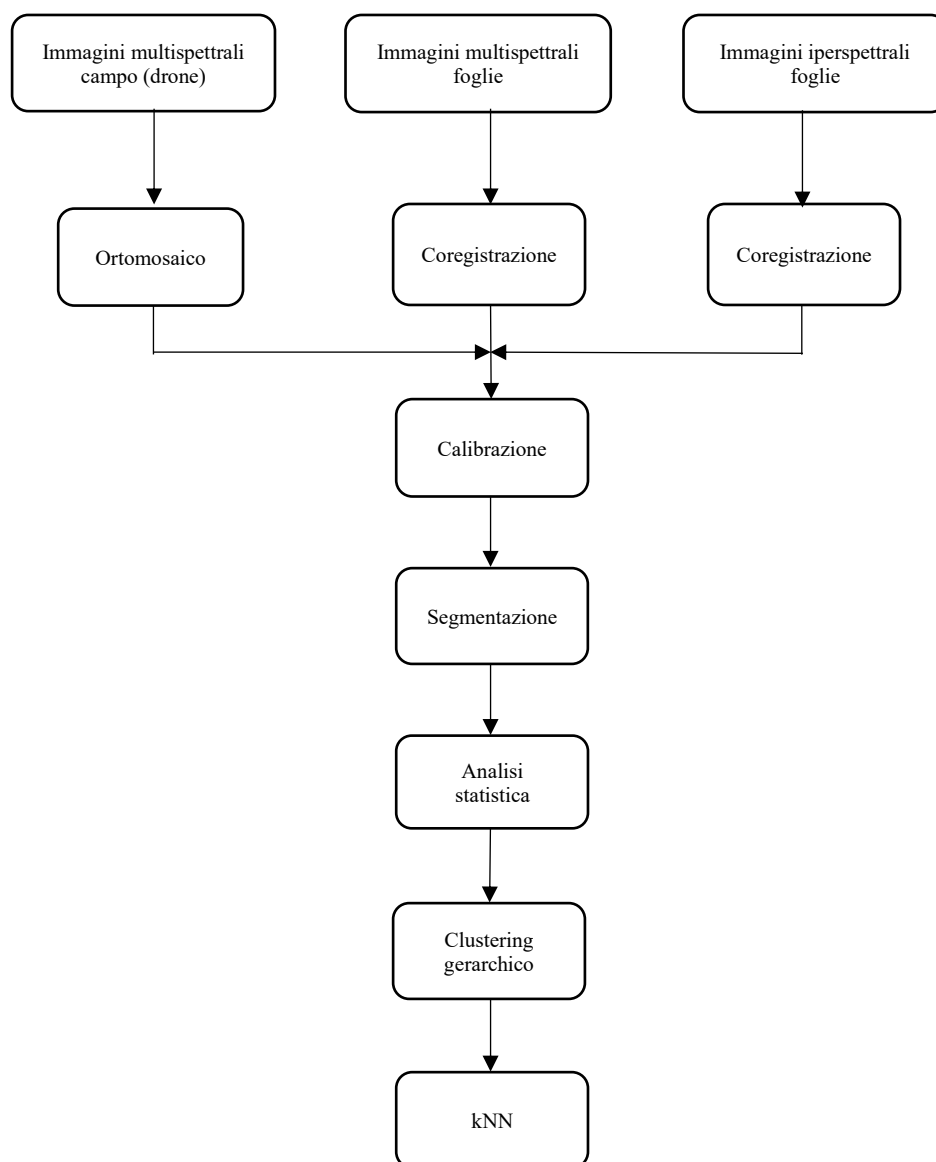 Immagini multispettrali
campo (drone)
Immagini multispettrali
foglie
Immagini iperspettrali
foglie
Ortomosaico
Coregistrazione
Coregistrazione
Calibrazione
Segmentazione
Analisi
statistica
Clustering
gerarchico
kNN